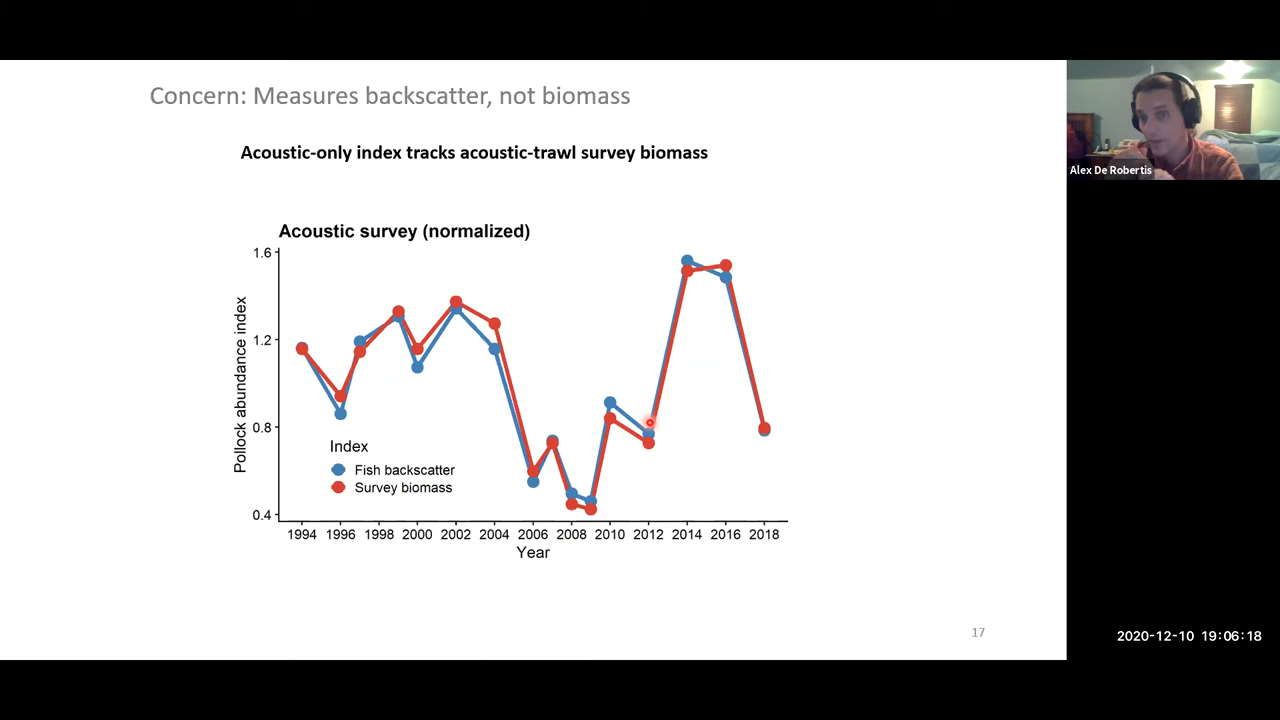 Concern: Measures backscatter, not biomass
Acoustic-only index tracks acoustic-trawl survey biomass
Alex De Robertis
Acoustic survey (normalized)
Pollock abundance index
1.6
1.2
0.8
0.4
Index
Fish backscatter
Survey biomass
1994 1996 1998 2000 2002 2004 2006 2008 2010 2012 2014 2016 2018
Year
17
2020-12-10 19:06:18